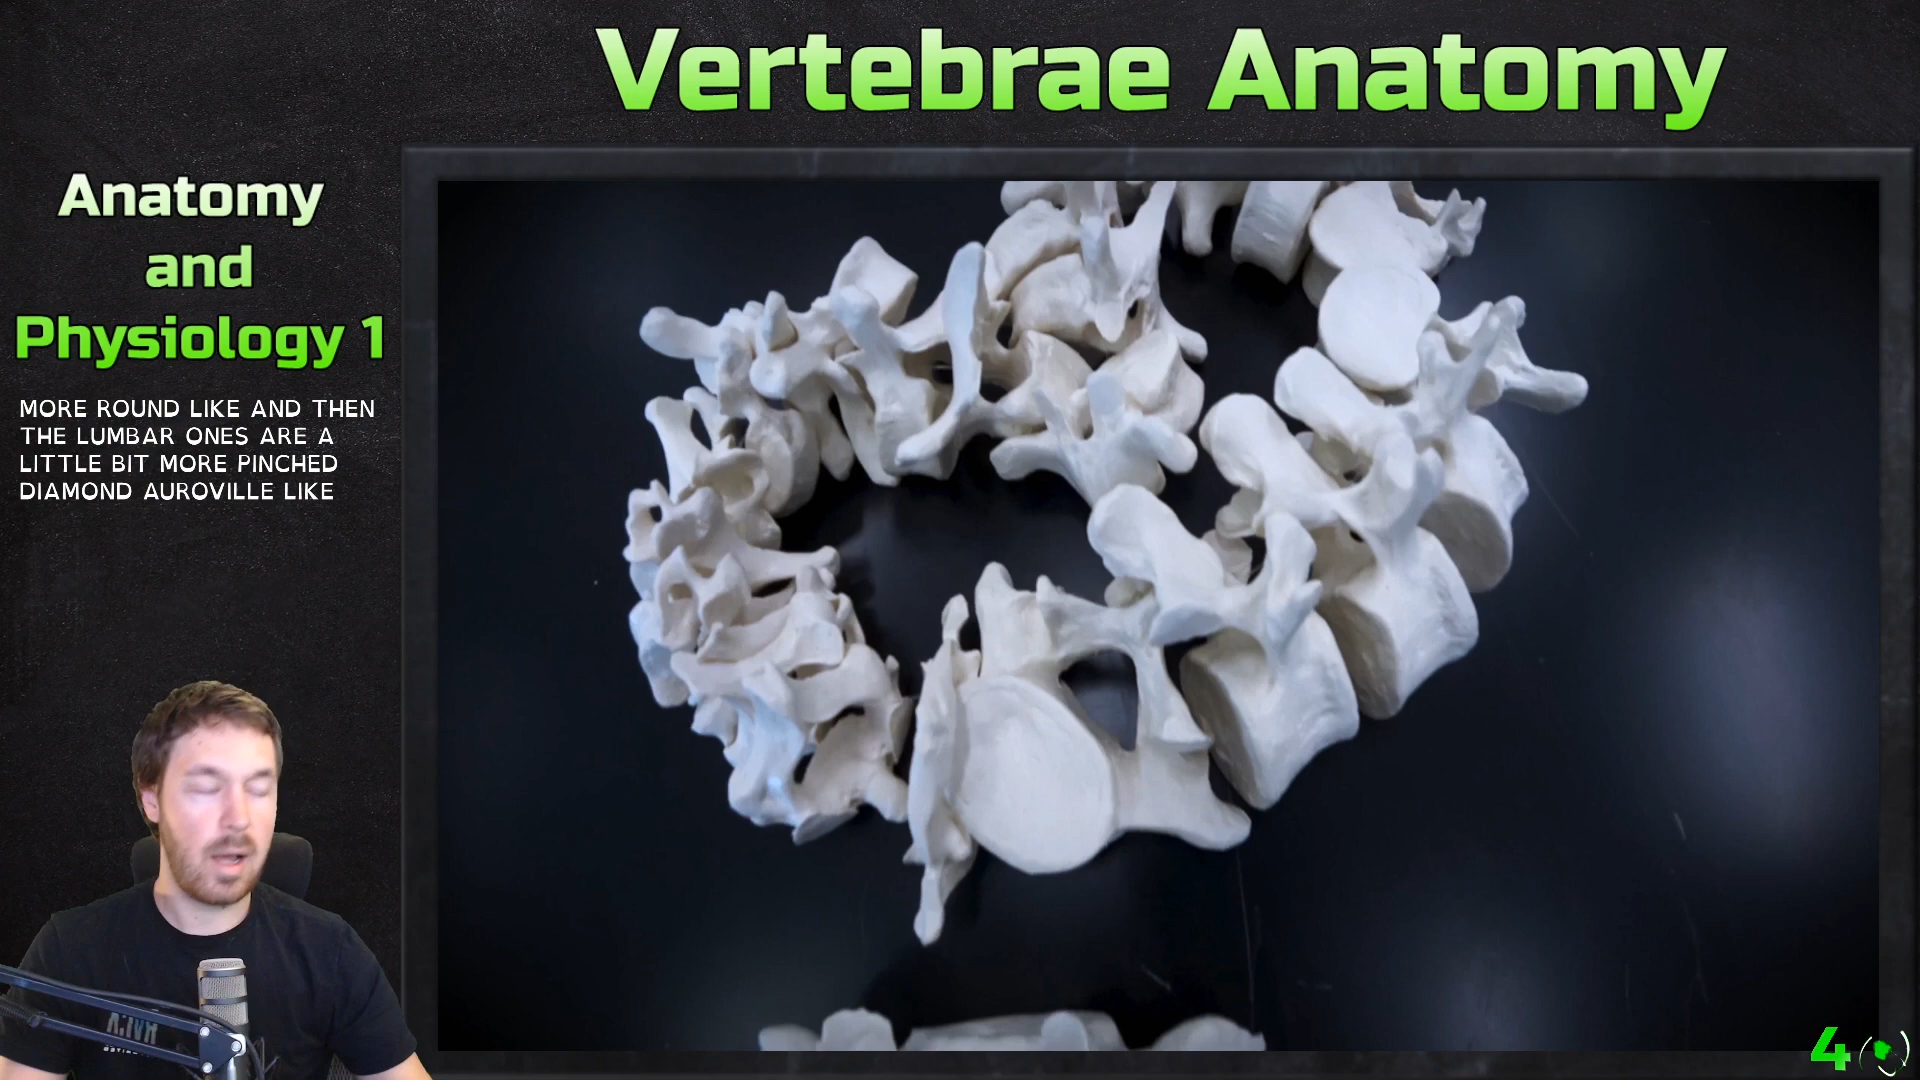 Vertebrae Anatomy
Anatomy
and
Physiology 1
MORE ROUND LIKE AND THEN
THE LUMBAR ONES ARE A
LITTLE BIT MORE PINCHED
DIAMOND AUROVILLE LIKE
4